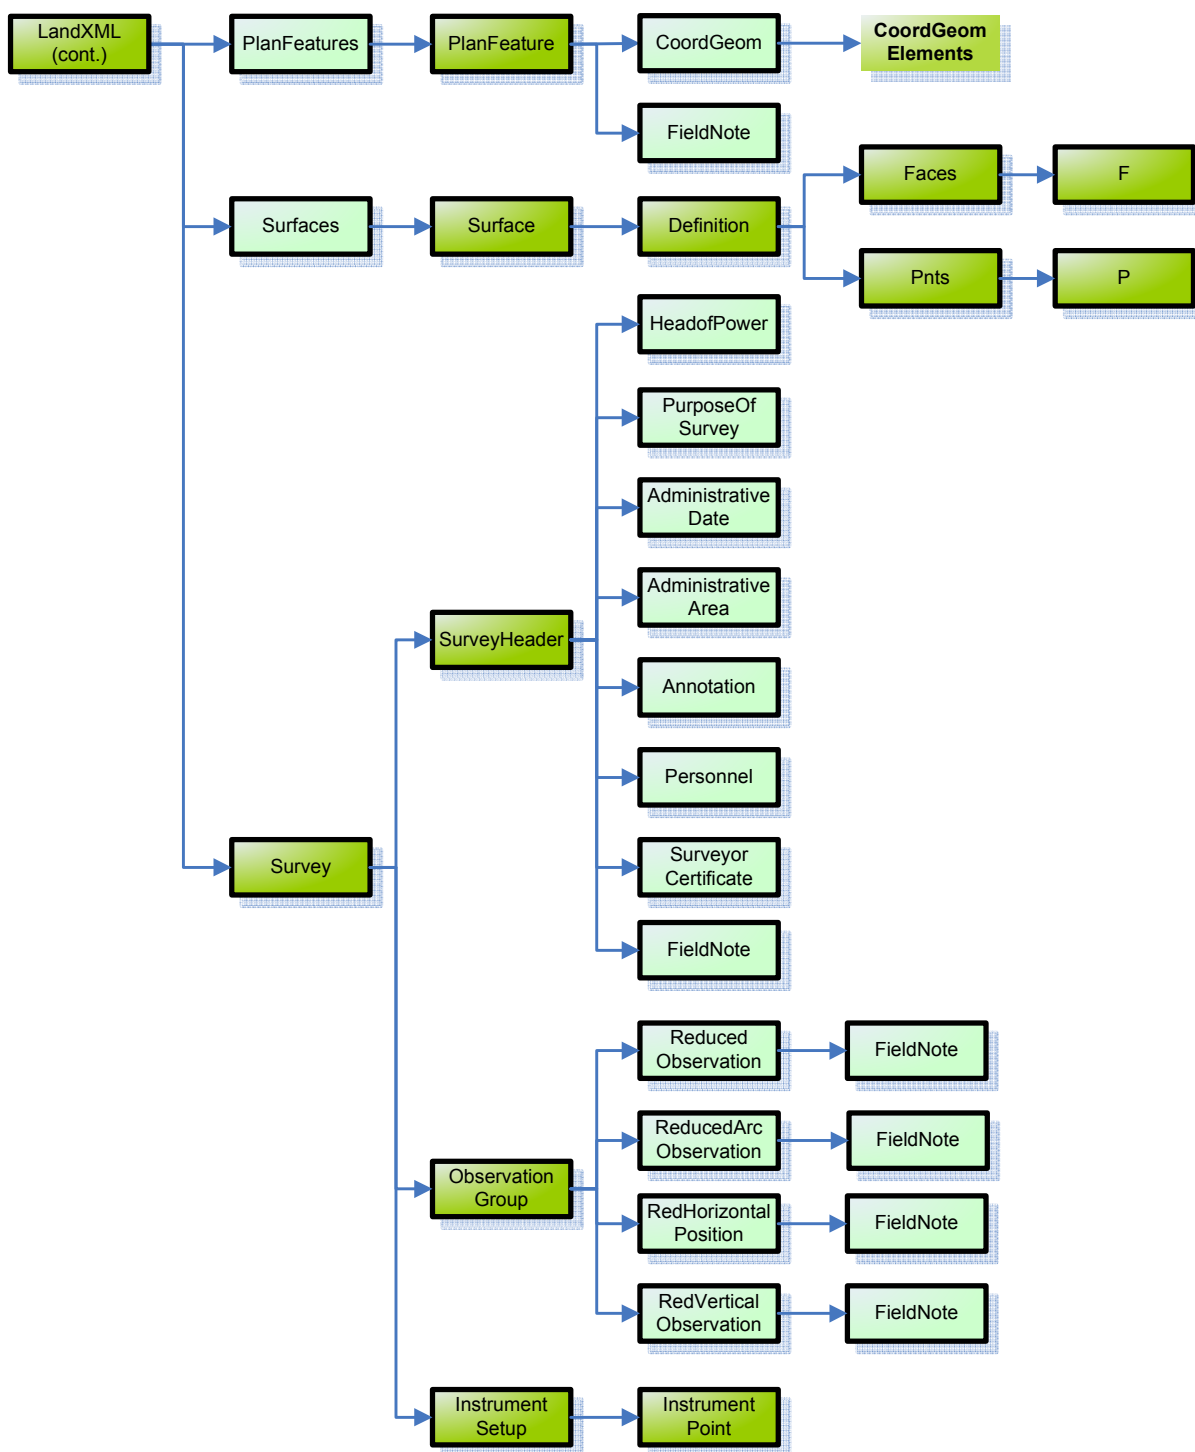 LandXML
(cont.)
PlanFeatures
PlanFeature
CoordGeom
CoordGeom
Elements
FieldNote
Faces
F
Surfaces
Surface
Definition
Pnts
P
HeadofPower
PurposeOf
Survey
Administrative
Date
Administrative
Area
SurveyHeader
Annotation
Personnel
Survey
Surveyor
Certificate
FieldNote
Reduced
Observation
FieldNote
ReducedArc
Observation
FieldNote
Observation
Group
RedHorizontal
Position
FieldNote
RedVertical
Observation
FieldNote
Instrument
Setup
Instrument
Point